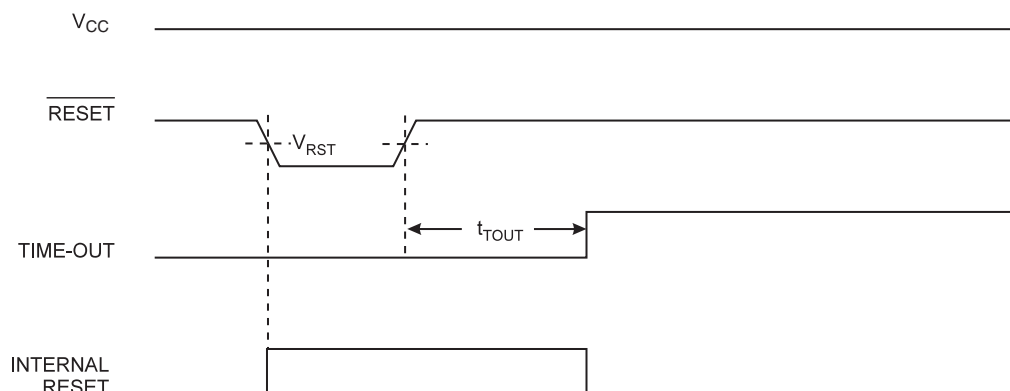 VCC
RESET
VRST
tTOUT
TIME-OUT
INTERNAL
RESET